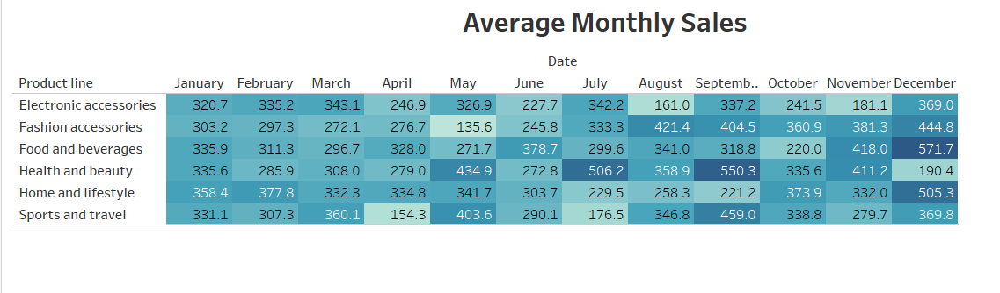 Average Monthly Sales
Date
Product line January February March April May June July August Septemb.. October November December
Electronic accessories 320.7 335.2 343.1 246.9 326.9 227.7 342.2 161.0 337.2 241.5 181.1 369.0
Fashion accessories 303.2 297.3 272.1 276.7 135.6 245.8 333.3 421.4 404.5 360.9 381.3 444.8
Food and beverages 335.9 311.3 296.7 328.0 271.7 378.7 299.6 341.0 318.8 220.0 418.0 571.7
Health and beauty 335.6 285.9 308.0 279.0 434.9 272.8 506.2 358.9 550.3 335.6 411.2 190.4
Home and lifestyle 358.4 377.8 332.3 334.8 341.7 303.7 229.5 258.3 221.2 373.9 332.0 505.3
Sports and travel 331.1 307.3 360.1 154.3 403.6 290.1 176.5 346.8 459.0 338.8 279.7 369.8